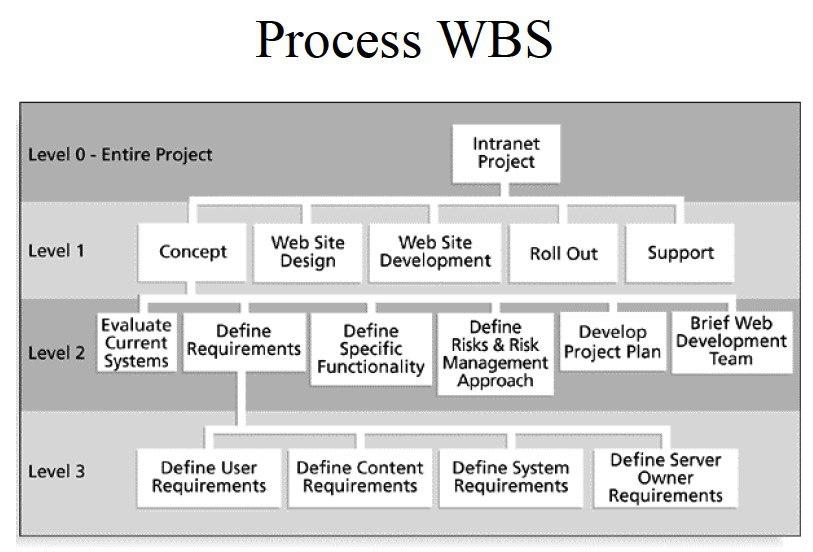 Process WBS
Level 0 - Entire Project
Intranet
Project
Level 1
Concept
Web Site
Design
Web Site
Development
Roll Out
Support
Level 2
Evaluate
Current
Systems
Define
Requirements
Define
Specific
Functionality
Define
Risks & Risk
Management
Approach
Develop
Project Plan
Brief Web
Development
Team
Level 3
Define User
Requirements
Define Content
Requirements
Define System
Requirements
Define Server
Owner
Requirements